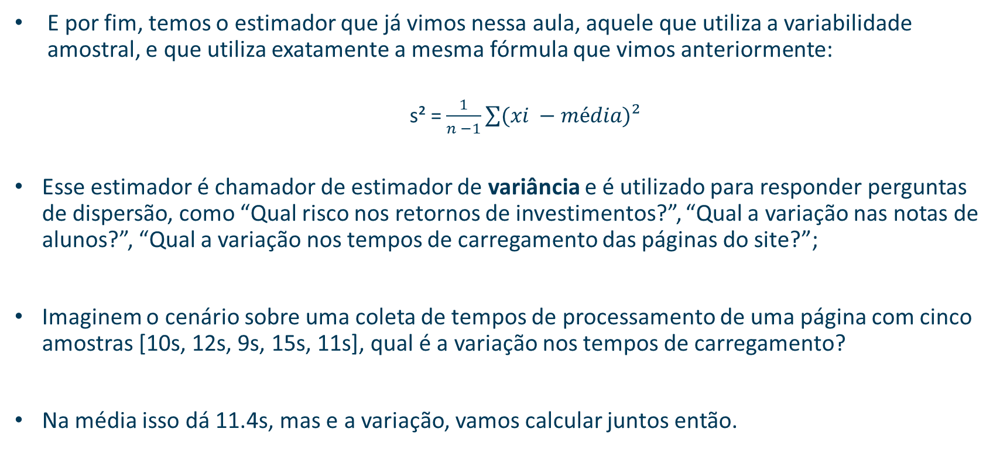 • E por fim, temos o estimador que já vimos nessa aula, aquele que utiliza a variabilidade
amostral, e que utiliza exatamente a mesma fórmula que vimos anteriormente:
s² = 1/(n −1) ∑(xi − média)²
• Esse estimador é chamador de estimador de variância e é utilizado para responder perguntas
de dispersão, como “Qual risco nos retornos de investimentos?”, “Qual a variação nas notas de
alunos?”, “Qual a variação nos tempos de carregamento das páginas do site?”;
• Imaginem o cenário sobre uma coleta de tempos de processamento de uma página com cinco
amostras [10s, 12s, 9s, 15s, 11s], qual é a variação nos tempos de carregamento?
• Na média isso dá 11.4s, mas e a variação, vamos calcular juntos então.